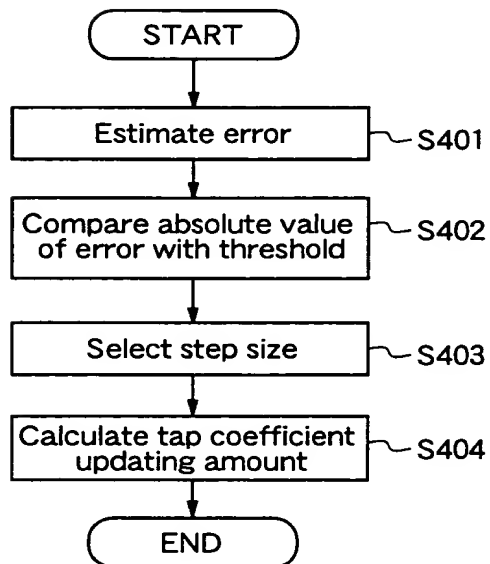 START
Estimate error
S401
Compare absolute value
of error with threshold
S402
Select step size
S403
Calculate tap coefficient
updating amount
S404
END